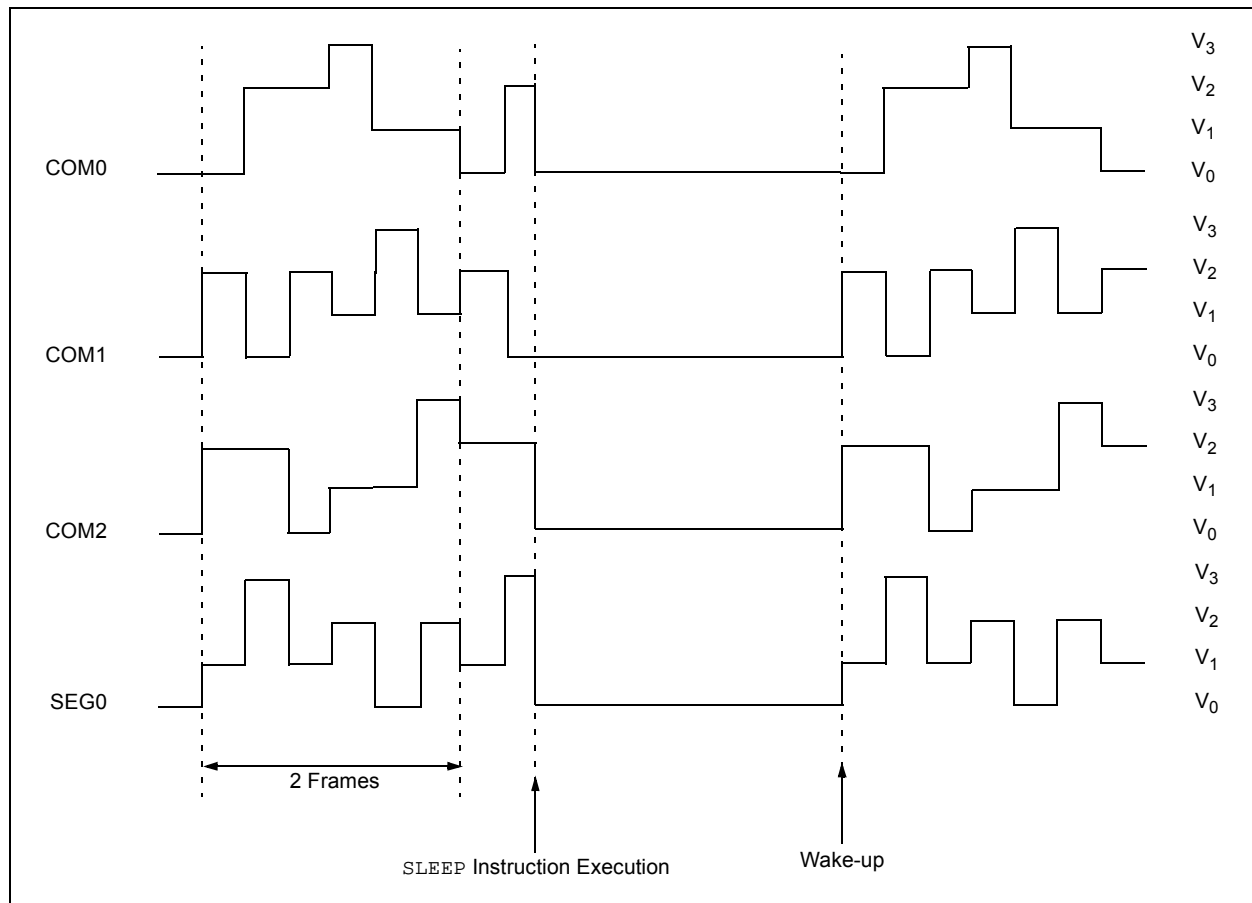 V3
V2
V1
COM0
V0
V3
V2
V1
COM1
V0
V3
V2
V1
COM2
V0
V3
V2
V1
SEG0
V0
2 Frames
SLEEP Instruction Execution
Wake-up